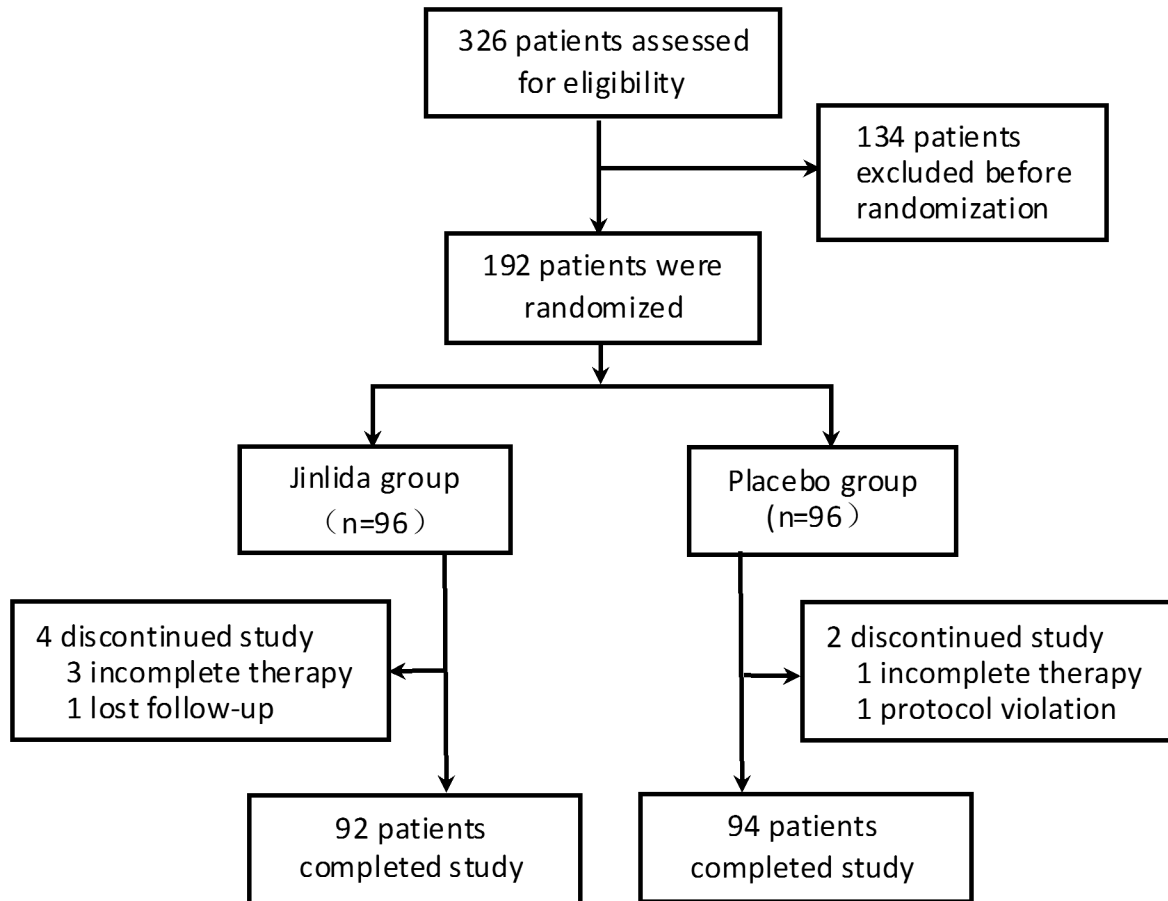 326 patients assessed
for eligibility
134 patients
excluded before
randomization
192 patients were
randomized
Jinlida group
（n=96）
Placebo group
(n=96）
4 discontinued study
3 incomplete therapy
1 lost follow-up
2 discontinued study
1 incomplete therapy
1 protocol violation
92 patients
completed study
94 patients
completed study